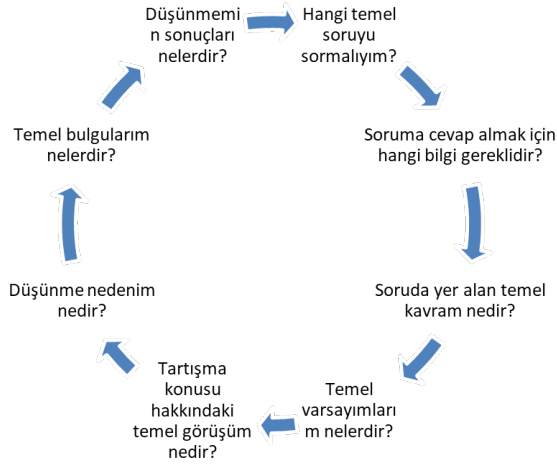 Hangi temel
soruyu
sormalıyım?
Soruma cevap almak için
hangi bilgi gereklidir?
Soruda yer alan temel
kavram nedir?
Temel
varsayımları
m nelerdir?
Tartışma
konusu
hakkındaki
temel görüşüm
nedir?
Düşünme nedenim
nedir?
Temel bulgularım
nelerdir?
Düşünmemi
n sonuçları
nelerdir?